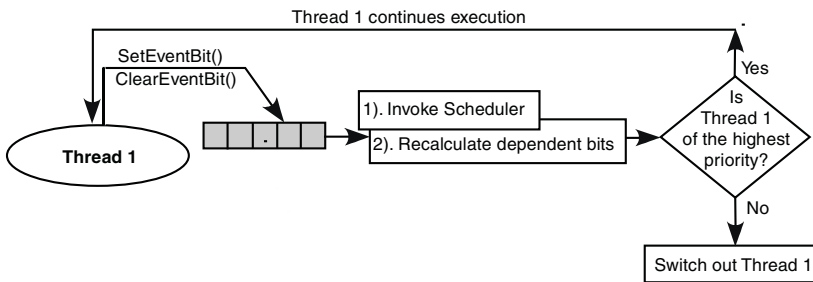 Thread 1 continues execution
SetEventBit()
ClearEventBit()
Thread 1
1). Invoke Scheduler
2). Recalculate dependent bits
Is
Thread 1
of the highest
priority?
Yes
No
Switch out Thread 1